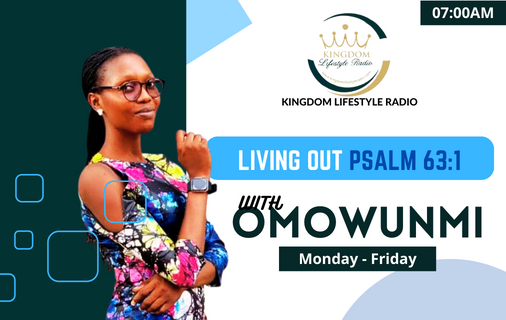 07:00AM
KINGDOM
Lifestyle Radio
KINGDOM LIFESTYLE RADIO
LIVING OUT PSALM 63:1
WITH
OMOWUNMI
Monday - Friday